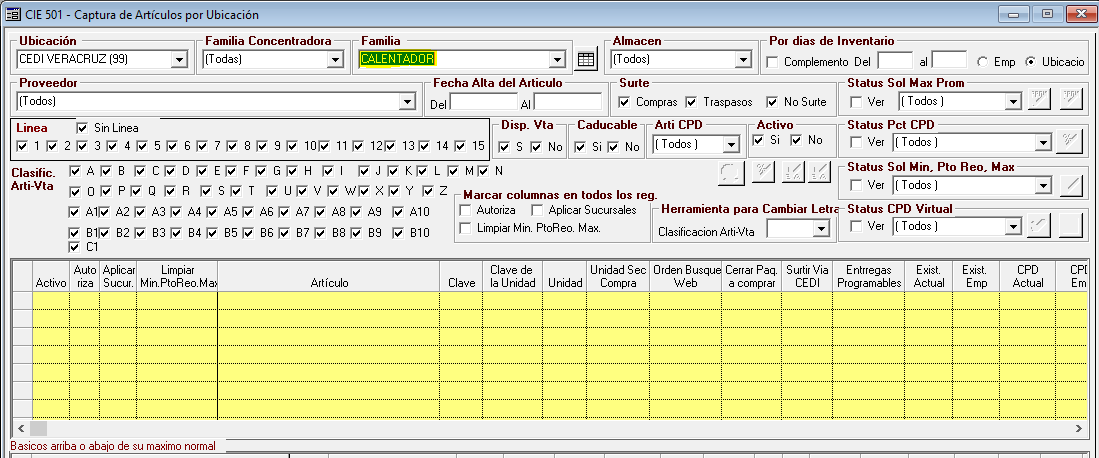 CIE 501 - Captura de Artículos por Ubicación
Ubicación Familia Concentradora Familia Almacen Por dias de Inventario
CEDI VERACRUZ (99) (Todas) CALENTADOR (Todos) Complemento Del al Emp Ubicacio
Proveedor Fecha Alta del Articulo Surte Status Sol Max Prom
(Todos) Del Al Compras Traspasos No Surte Ver ( Todos )
Linea Sin Linea Disp. Vta Caducable Arti CPD Activo Status Pct CPD
1 2 3 4 5 6 7 8 9 10 11 12 13 14 15 S No Si No ( Todos ) Si No Ver ( Todos )
Clasific. Arti-Vta A B C D E F G H I J K L M N Status Sol Min, Pto Reo, Max
O P Q R S T U V W X Y Z Ver ( Todos )
Marcar columnas en todos los reg.
A1 A2 A3 A4 A5 A6 A7 A8 A9 A10 Autoriza Aplicar Sucursales Herramienta para Cambiar Letra Status CPD Virtual
B1 B2 B3 B4 B5 B6 B7 B8 B9 B10 Limpiar Min. PtoReo. Max. Clasificacion Arti-Vta Ver ( Todos )
C1
Activo Auto riza Aplicar Sucur. Limpiar Min.PtoReo.Max Artículo Clave Clave de la Unidad Unidad Unidad Sec Compra Orden Busque Web Cerrar Paq. a comprar Surtir Via CEDI Entrregas Programables Exist. Actual Exist. Emp CPD Actual CPD Em
Basicos arriba o abajo de su maximo normal